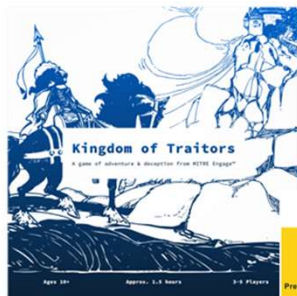 Kingdom of Traitors
A game of adventure & deception from MITRE Engage™
Ages 10+ Approx. 1.5 hours 3-5 Players
Pre